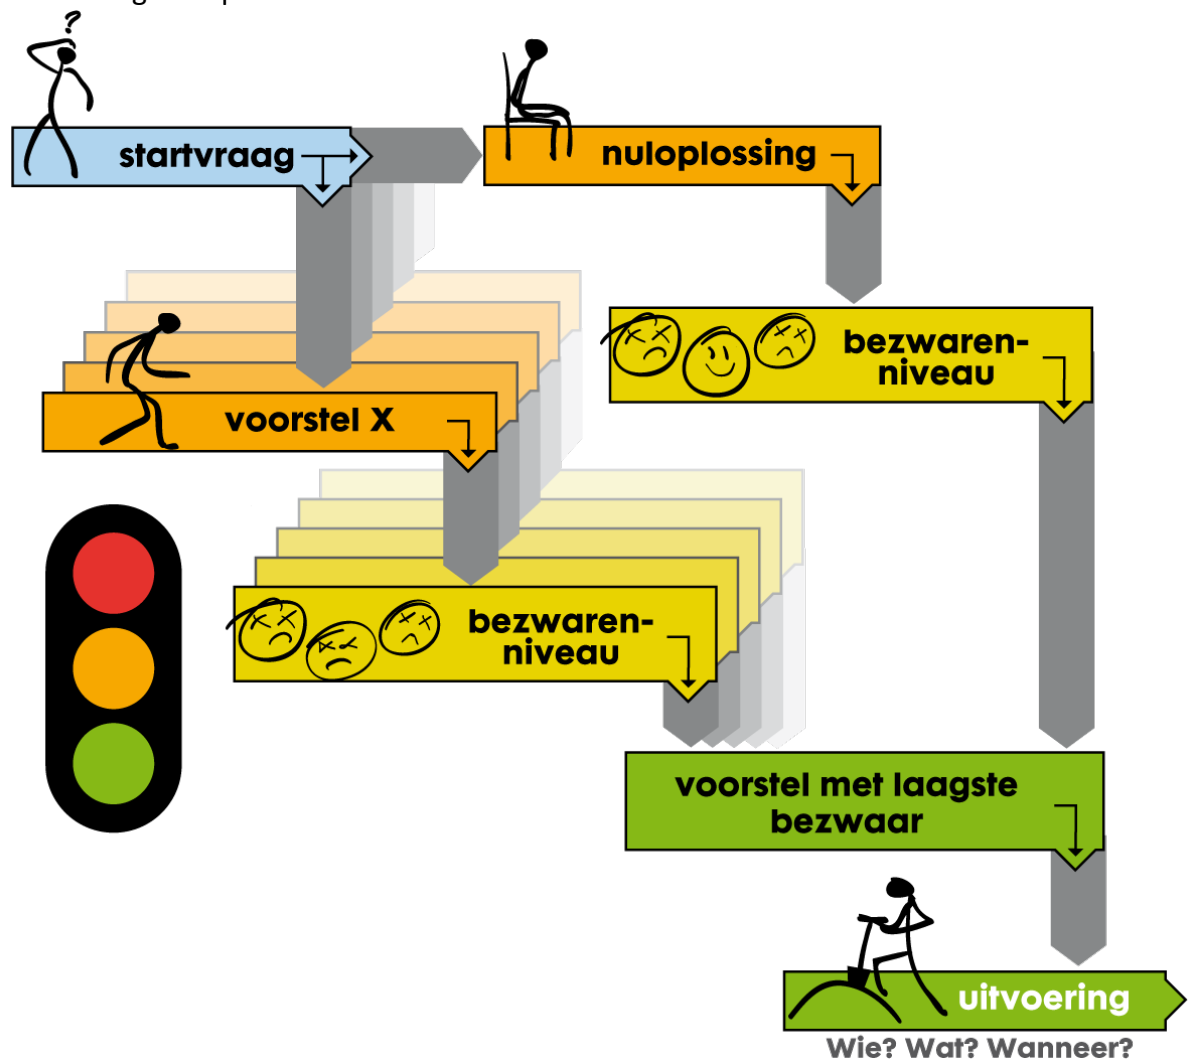 ?
startvraag
nuloplossing
bezwaren-
niveau
voorstel X
bezwaren-
niveau
voorstel met laagste
bezwaar
uitvoering
Wie? Wat? Wanneer?